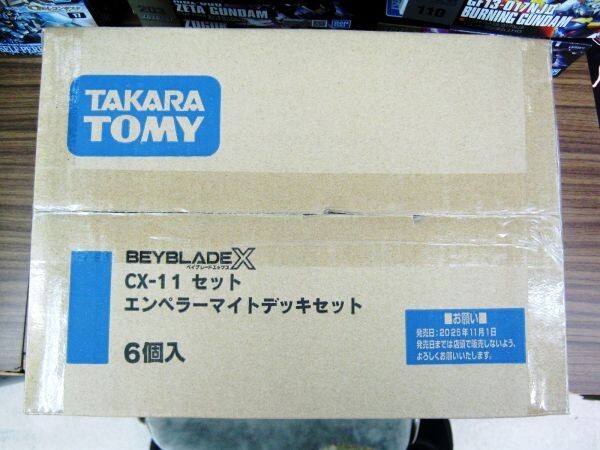 ZETA GUNDAM
GF13-017NJII
BURNING GUNDAM
110
TAKARA
TOMY
BEYBLADE X
ベイブレードエックス
CX-11 セット
エンペラーマイトデッキセット
6個入
■お願い■
発売日：2025年11月1日
発売日までは店頭で販売しないよう、
よろしくお願いいたします。